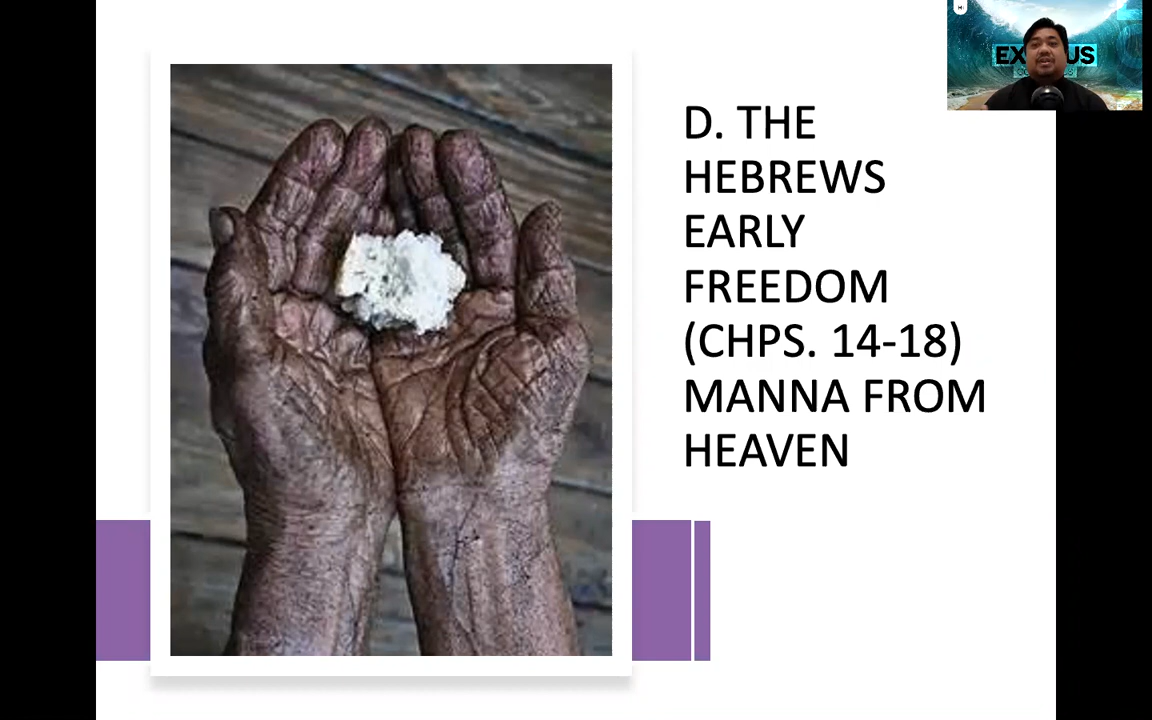 D. THE
HEBREWS
EARLY
FREEDOM
(CHPS. 14-18)
MANNA FROM
HEAVEN